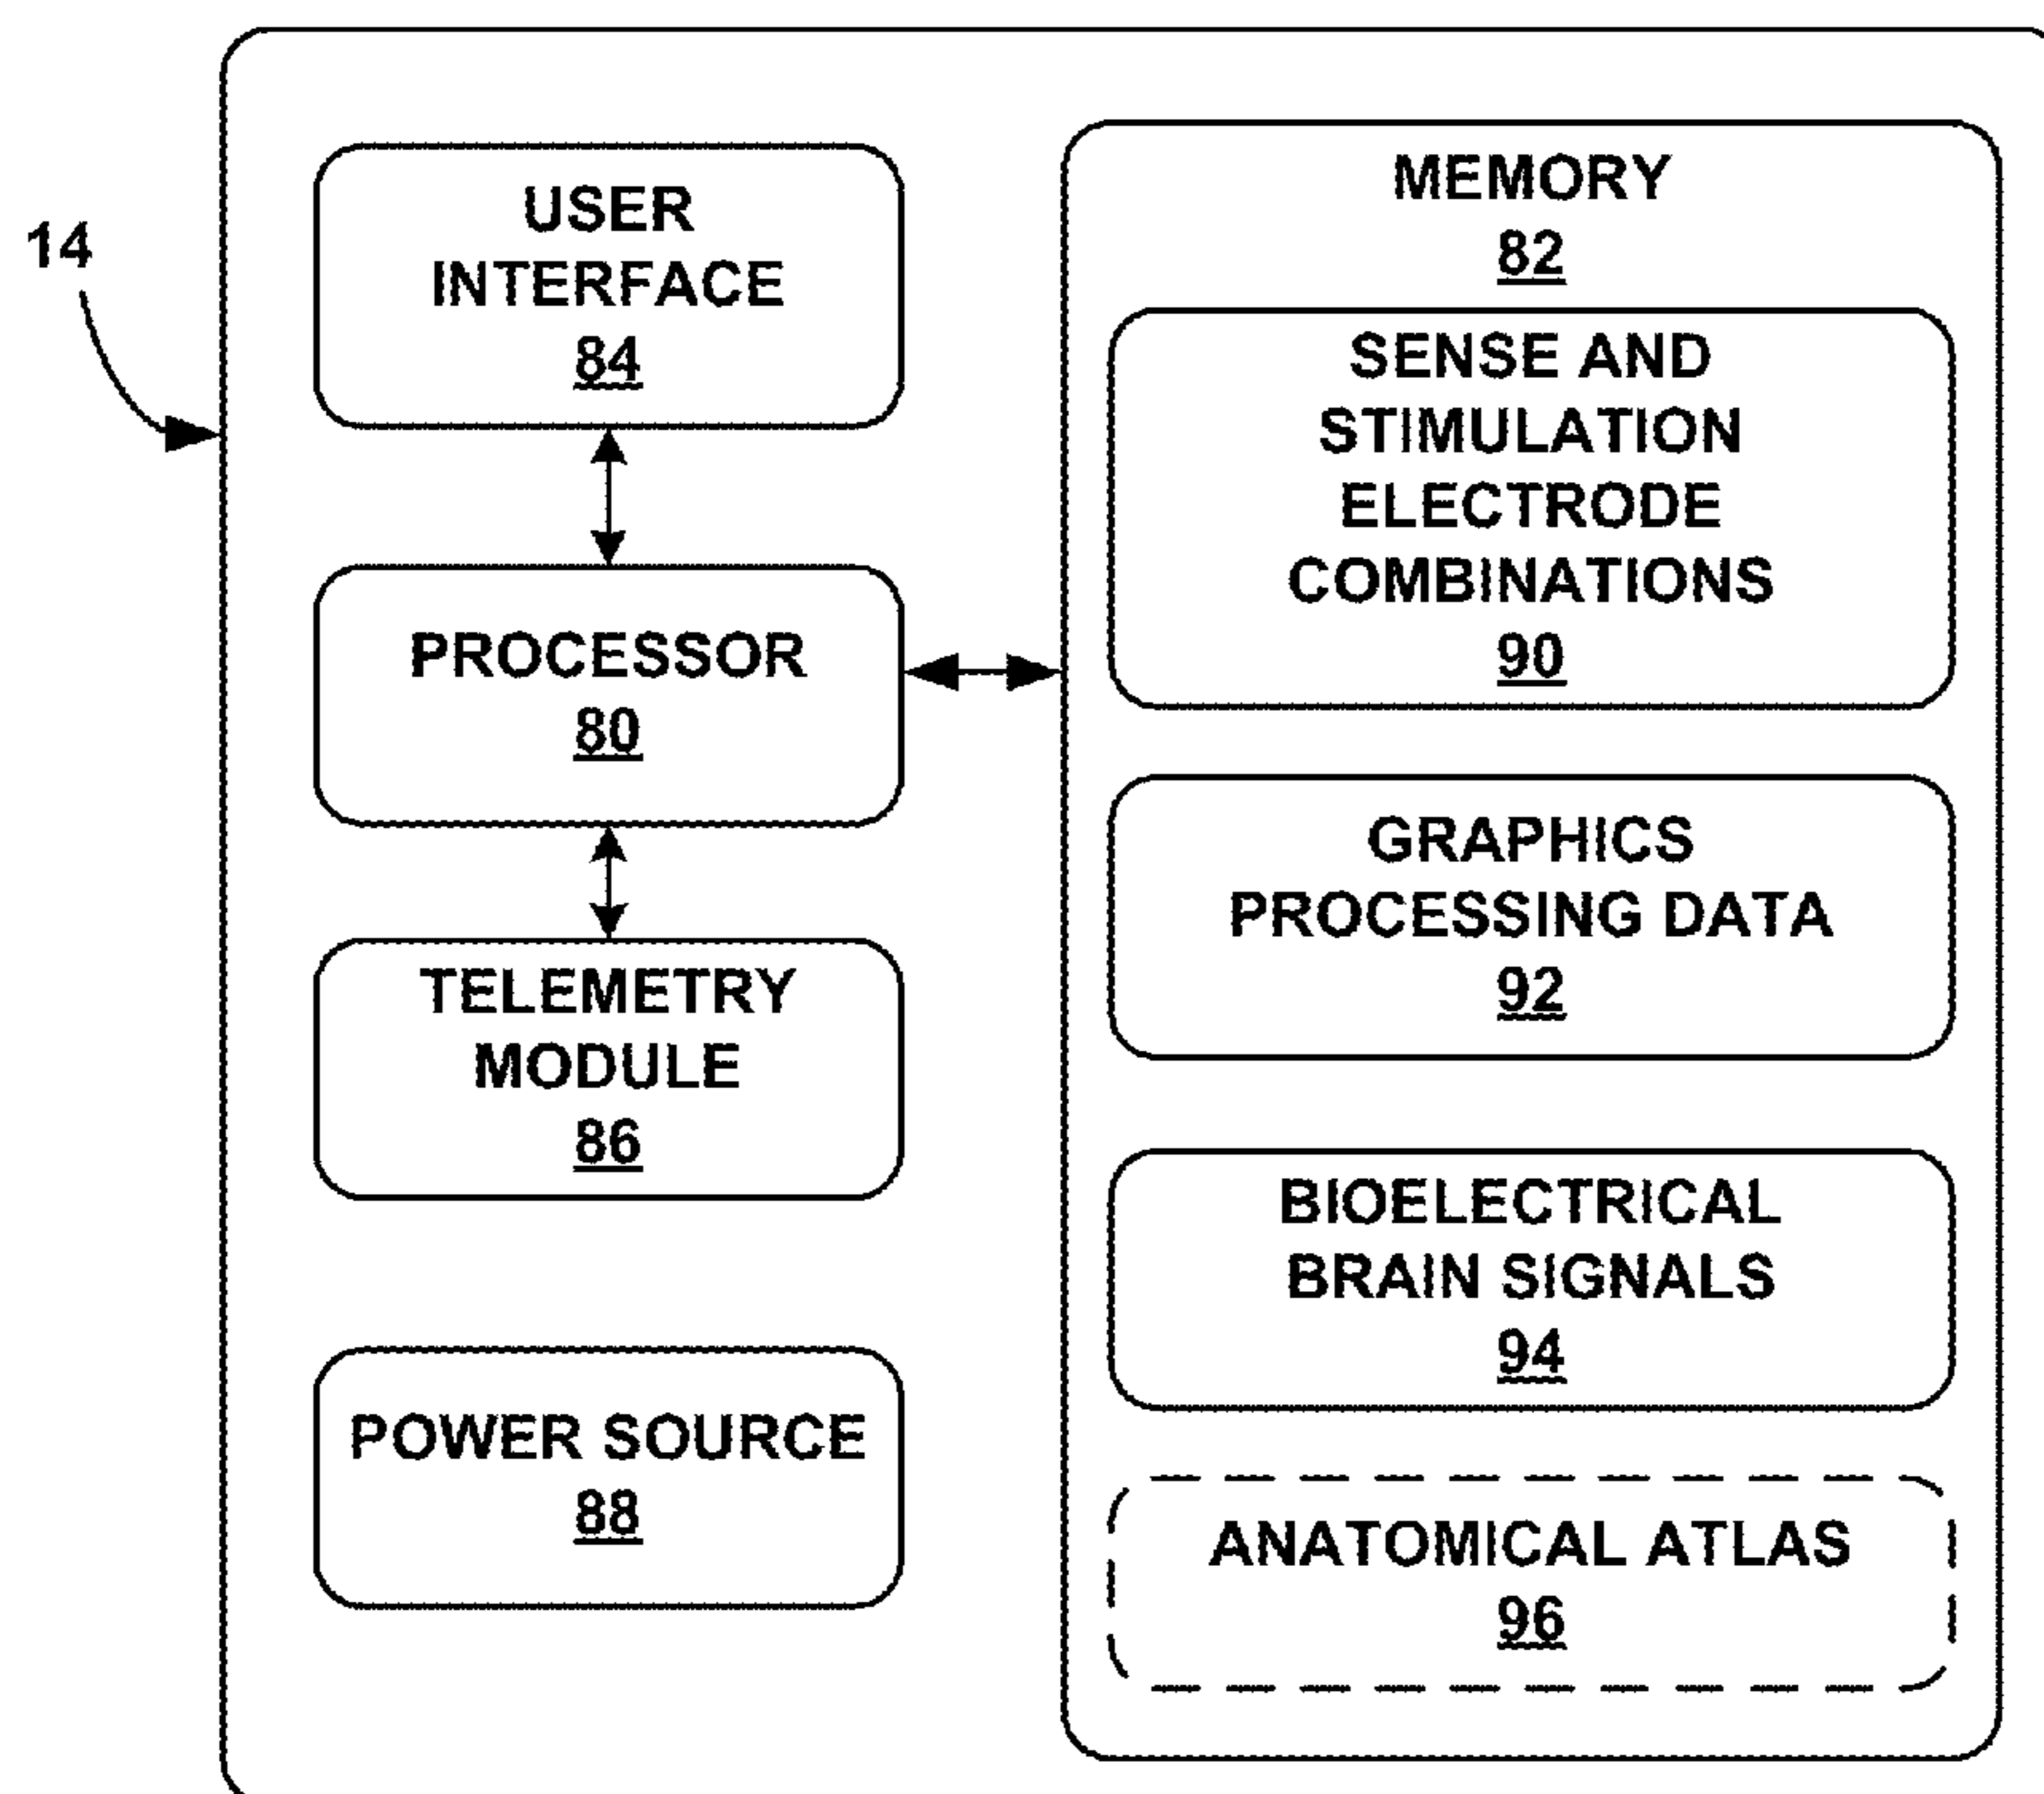 14
USER
INTERFACE
84
PROCESSOR
80
TELEMETRY
MODULE
86
POWER SOURCE
88
MEMORY
82
SENSE AND
STIMULATION
ELECTRODE
COMBINATIONS
90
GRAPHICS
PROCESSING DATA
92
BIOELECTRICAL
BRAIN SIGNALS
94
ANATOMICAL ATLAS
96